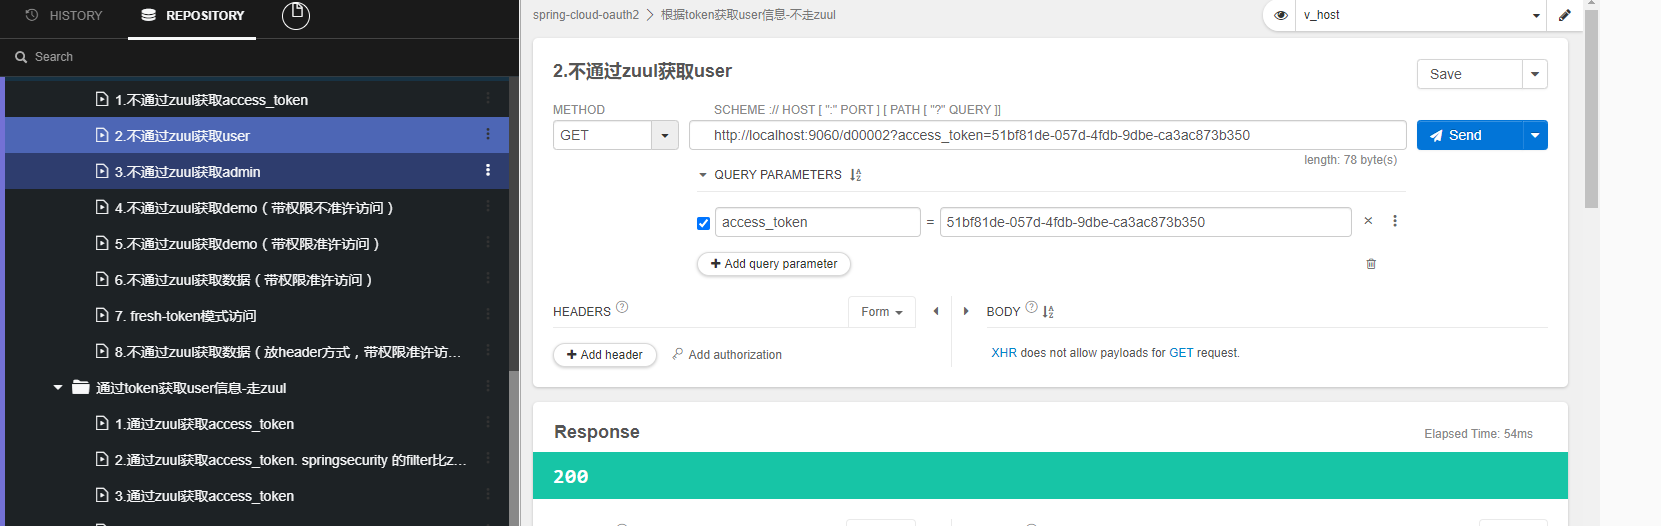 HISTORY
REPOSITORY
Search
1.不通过zuul获取access_token
2.不通过zuul获取user
3.不通过zuul获取admin
4.不通过zuul获取demo（带权限不准许访问）
5.不通过zuul获取demo（带权限准许访问）
6.不通过zuul获取数据（带权限准许访问）
7. fresh-token模式访问
8.不通过zuul获取数据（放header方式，带权限准许访…
通过token获取user信息-走zuul
1.通过zuul获取access_token
2.通过zuul获取access_token. springsecurity 的filter比z…
3.通过zuul获取access_token
spring-cloud-oauth2
根据token获取user信息-不走zuul
v_host
2.不通过zuul获取user
Save
METHOD
SCHEME :// HOST [ ":" PORT ] [ PATH [ "?" QUERY ]]
GET
http://localhost:9060/d00002?access_token=51bf81de-057d-4fdb-9dbe-ca3ac873b350
Send
length: 78 byte(s)
QUERY PARAMETERS
access_token = 51bf81de-057d-4fdb-9dbe-ca3ac873b350
Add query parameter
HEADERS
Form
BODY
Add header
Add authorization
XHR does not allow payloads for GET request.
Response
Elapsed Time: 54ms
200